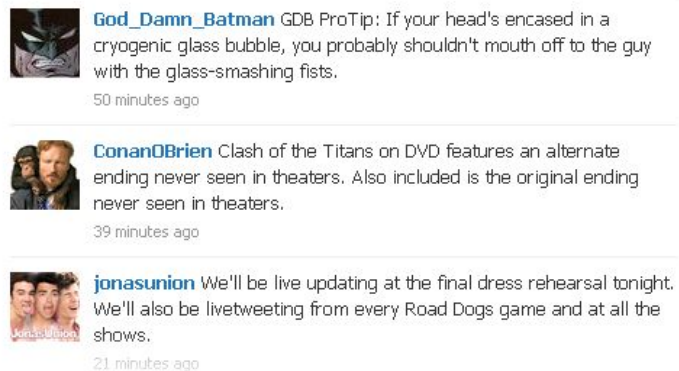 God_Damn_Batman GDB ProTip: If your head's encased in a
cryogenic glass bubble, you probably shouldn't mouth off to the guy
with the glass-smashing fists.
50 minutes ago
ConanOBrien Clash of the Titans on DVD features an alternate
ending never seen in theaters. Also included is the original ending
never seen in theaters.
39 minutes ago
jonasunion We'll be live updating at the final dress rehearsal tonight.
We'll also be livetweeting from every Road Dogs game and at all the
shows.
JonasUnion
21 minutes ago